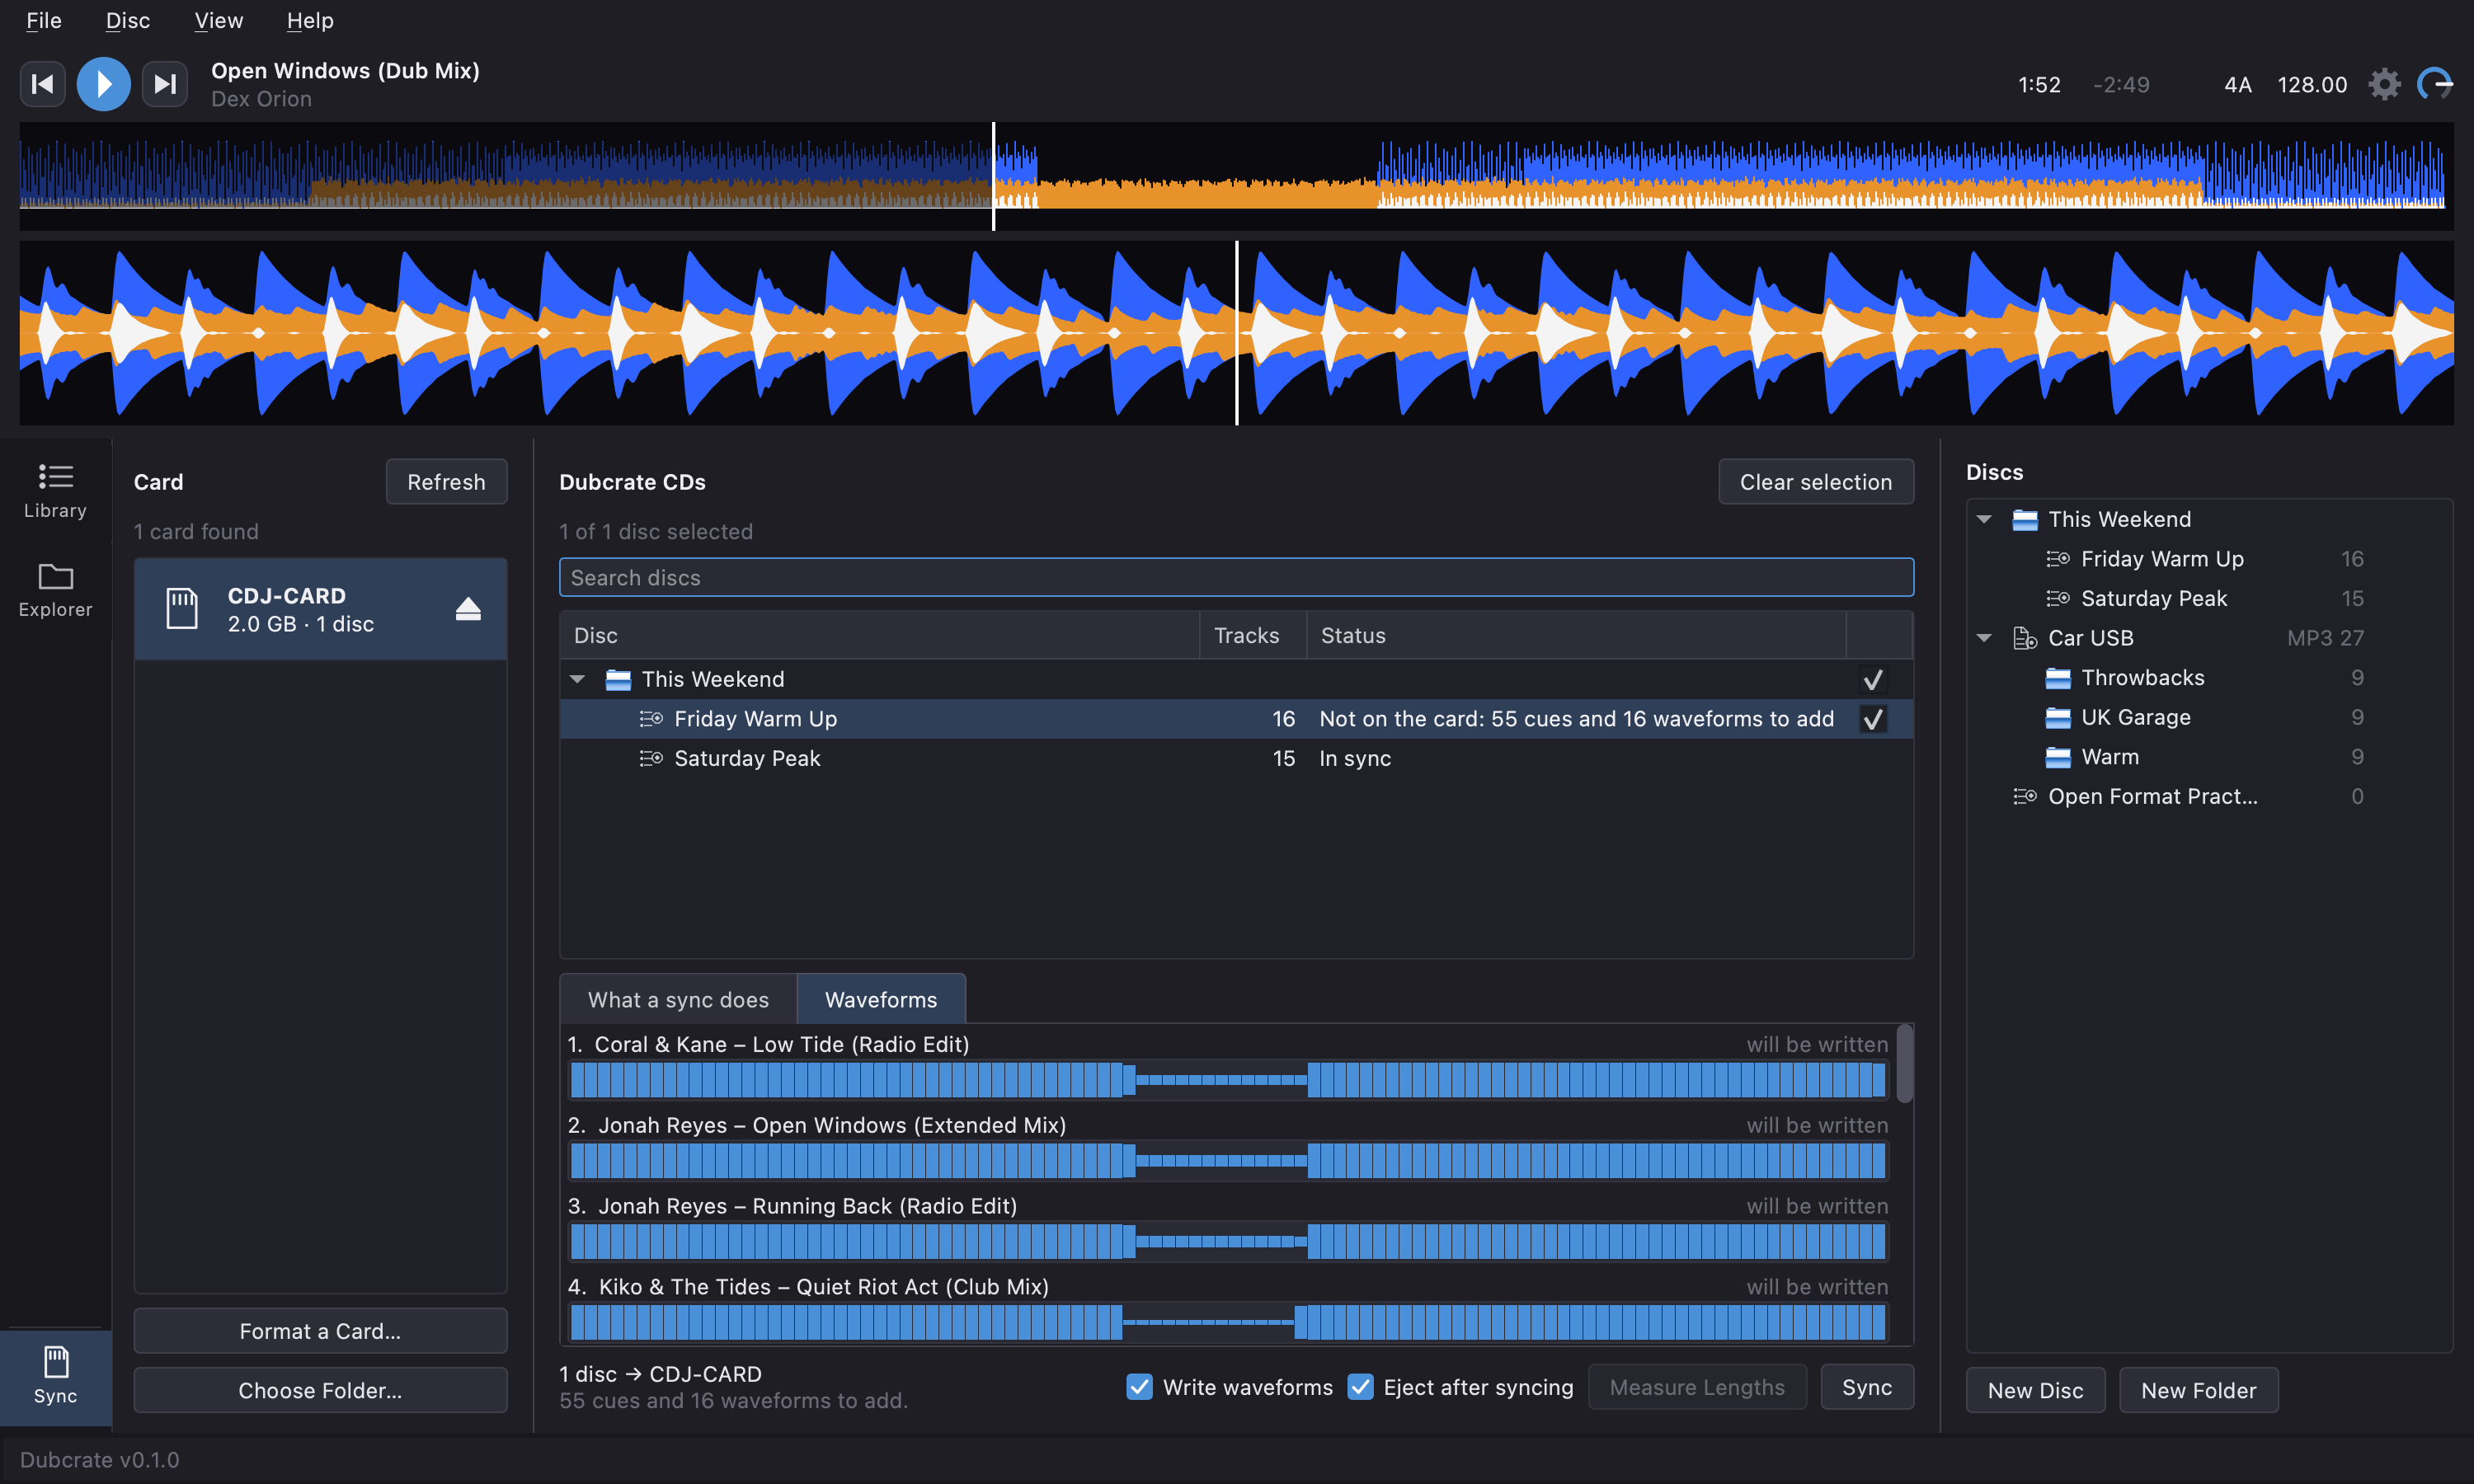 File Disc View Help
Open Windows (Dub Mix)
Dex Orion
1:52 -2:49 4A 128.00
Library
Explorer
Sync
Card Refresh
1 card found
CDJ-CARD
2.0 GB · 1 disc
Format a Card...
Choose Folder...
Dubcrate CDs Clear selection
1 of 1 disc selected
Search discs
Disc Tracks Status
This Weekend
Friday Warm Up 16 Not on the card: 55 cues and 16 waveforms to add
Saturday Peak 15 In sync
What a sync does Waveforms
1. Coral & Kane – Low Tide (Radio Edit) will be written
2. Jonah Reyes – Open Windows (Extended Mix) will be written
3. Jonah Reyes – Running Back (Radio Edit) will be written
4. Kiko & The Tides – Quiet Riot Act (Club Mix) will be written
1 disc → CDJ-CARD
55 cues and 16 waveforms to add.
Write waveforms Eject after syncing Measure Lengths Sync
Discs
This Weekend
Friday Warm Up 16
Saturday Peak 15
Car USB MP3 27
Throwbacks 9
UK Garage 9
Warm 9
Open Format Pract... 0
New Disc New Folder
Dubcrate v0.1.0